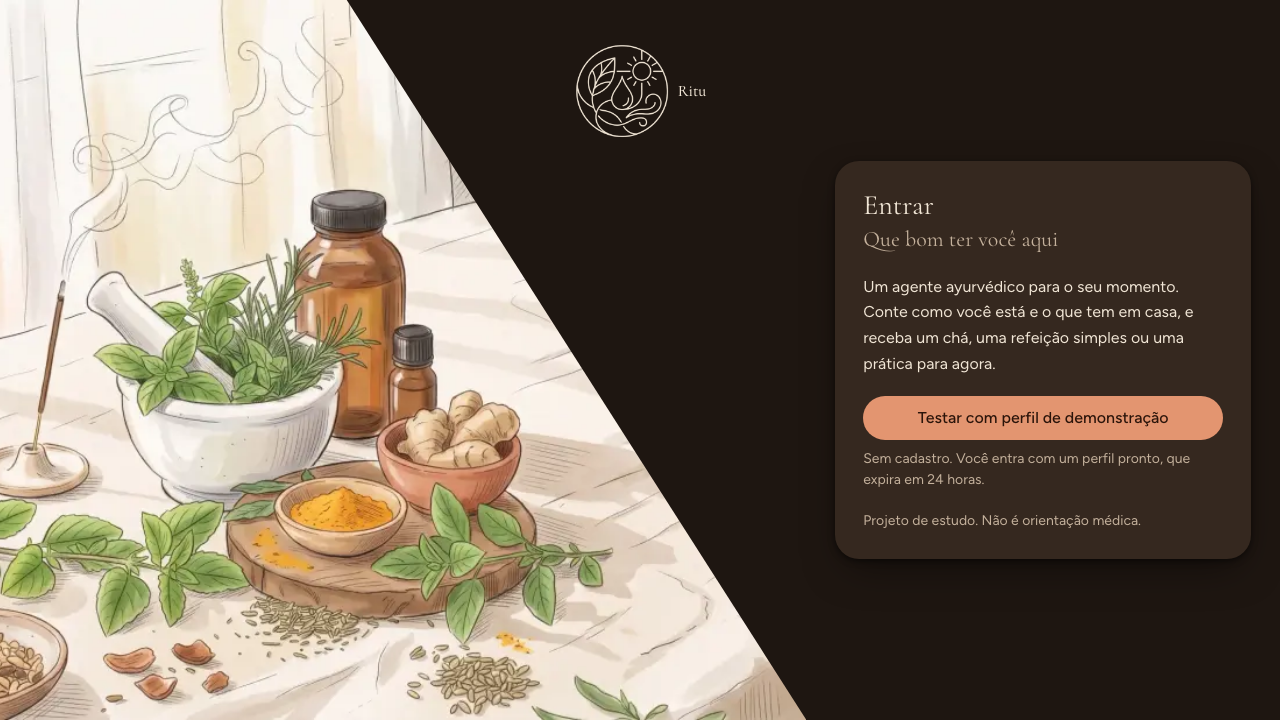 Ritu
Entrar
Que bom ter você aqui
Um agente ayurvédico para o seu momento.
Conte como você está e o que tem em casa, e
receba um chá, uma refeição simples ou uma
prática para agora.
Testar com perfil de demonstração
Sem cadastro. Você entra com um perfil pronto, que
expira em 24 horas.
Projeto de estudo. Não é orientação médica.